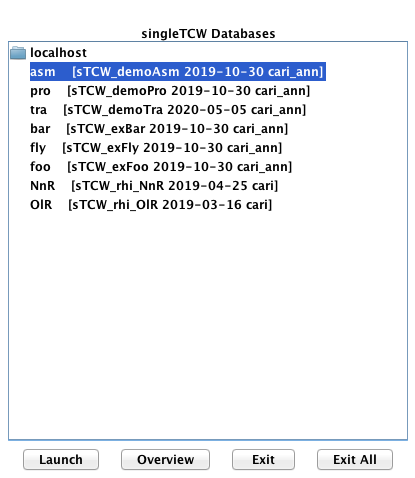 singleTCW Databases
localhost
asm [sTCW_demoAsm 2019-10-30 cari_ann]
pro [sTCW_demoPro 2019-10-30 cari_ann]
tra [sTCW_demoTra 2020-05-05 cari_ann]
bar [sTCW_exBar 2019-10-30 cari_ann]
fly [sTCW_exFly 2019-10-30 cari_ann]
foo [sTCW_exFoo 2019-10-30 cari_ann]
NnR [sTCW_rhi_NnR 2019-04-25 cari]
OlR [sTCW_rhi_OlR 2019-03-16 cari]
Launch Overview Exit Exit All